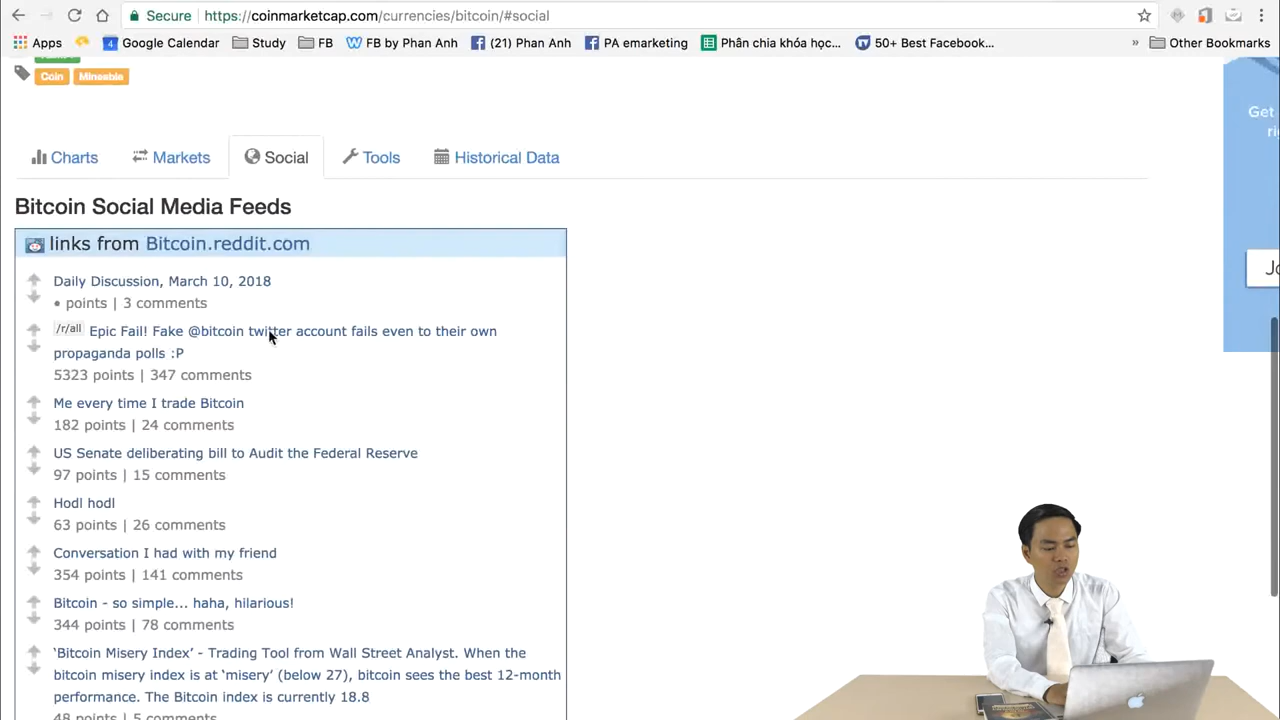 Secure https://coinmarketcap.com/currencies/bitcoin/#social
Apps 4 Google Calendar Study FB FB by Phan Anh (21) Phan Anh PA emarketing Phân chia khóa học... 50+ Best Facebook... » Other Bookmarks
Coin Mineable
Get
Charts Markets Social Tools Historical Data
Bitcoin Social Media Feeds
links from Bitcoin.reddit.com
Daily Discussion, March 10, 2018
• points | 3 comments
/r/all Epic Fail! Fake @bitcoin twitter account fails even to their own
propaganda polls :P
5323 points | 347 comments
Me every time I trade Bitcoin
182 points | 24 comments
US Senate deliberating bill to Audit the Federal Reserve
97 points | 15 comments
Hodl hodl
63 points | 26 comments
Conversation I had with my friend
354 points | 141 comments
Bitcoin - so simple... haha, hilarious!
344 points | 78 comments
‘Bitcoin Misery Index’ - Trading Tool from Wall Street Analyst. When the
bitcoin misery index is at ‘misery’ (below 27), bitcoin sees the best 12-month
performance. The Bitcoin index is currently 18.8
48 points | 5 comments